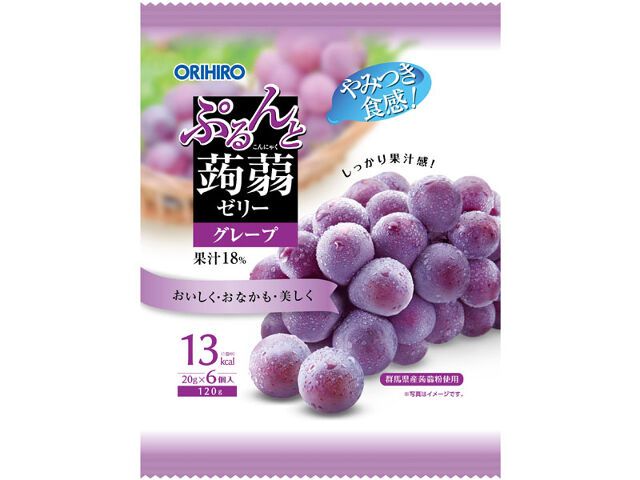 ORIHIRO
やみつき
食感!
ぷるんと
こんにゃく
蒟蒻
ゼリー
グレープ
果汁18%
しっかり果汁感!
おいしく・おなかも・美しく
13kcal
20g×6個入
120g
群馬県産蒟蒻粉使用
※写真はイメージです。